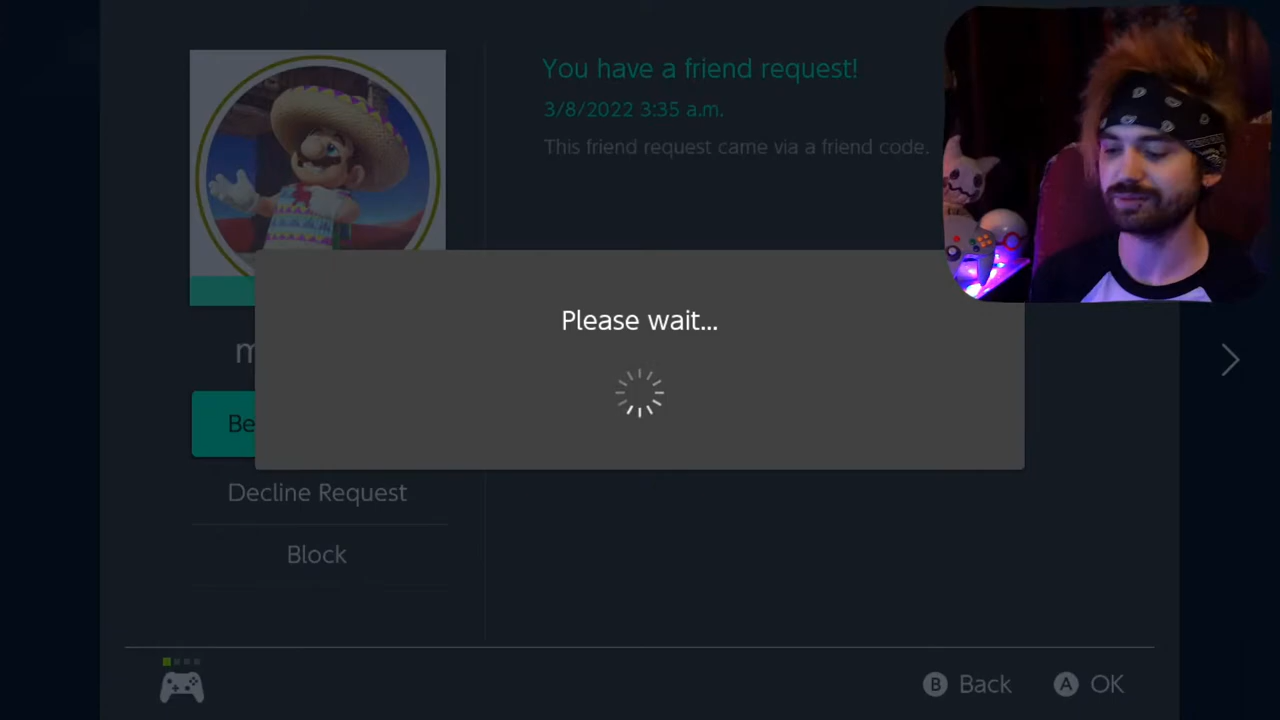 You have a friend request!
3/8/2022 3:35 a.m.
This friend request came via a friend code.
Please wait...
Decline Request
Block
B Back
A OK